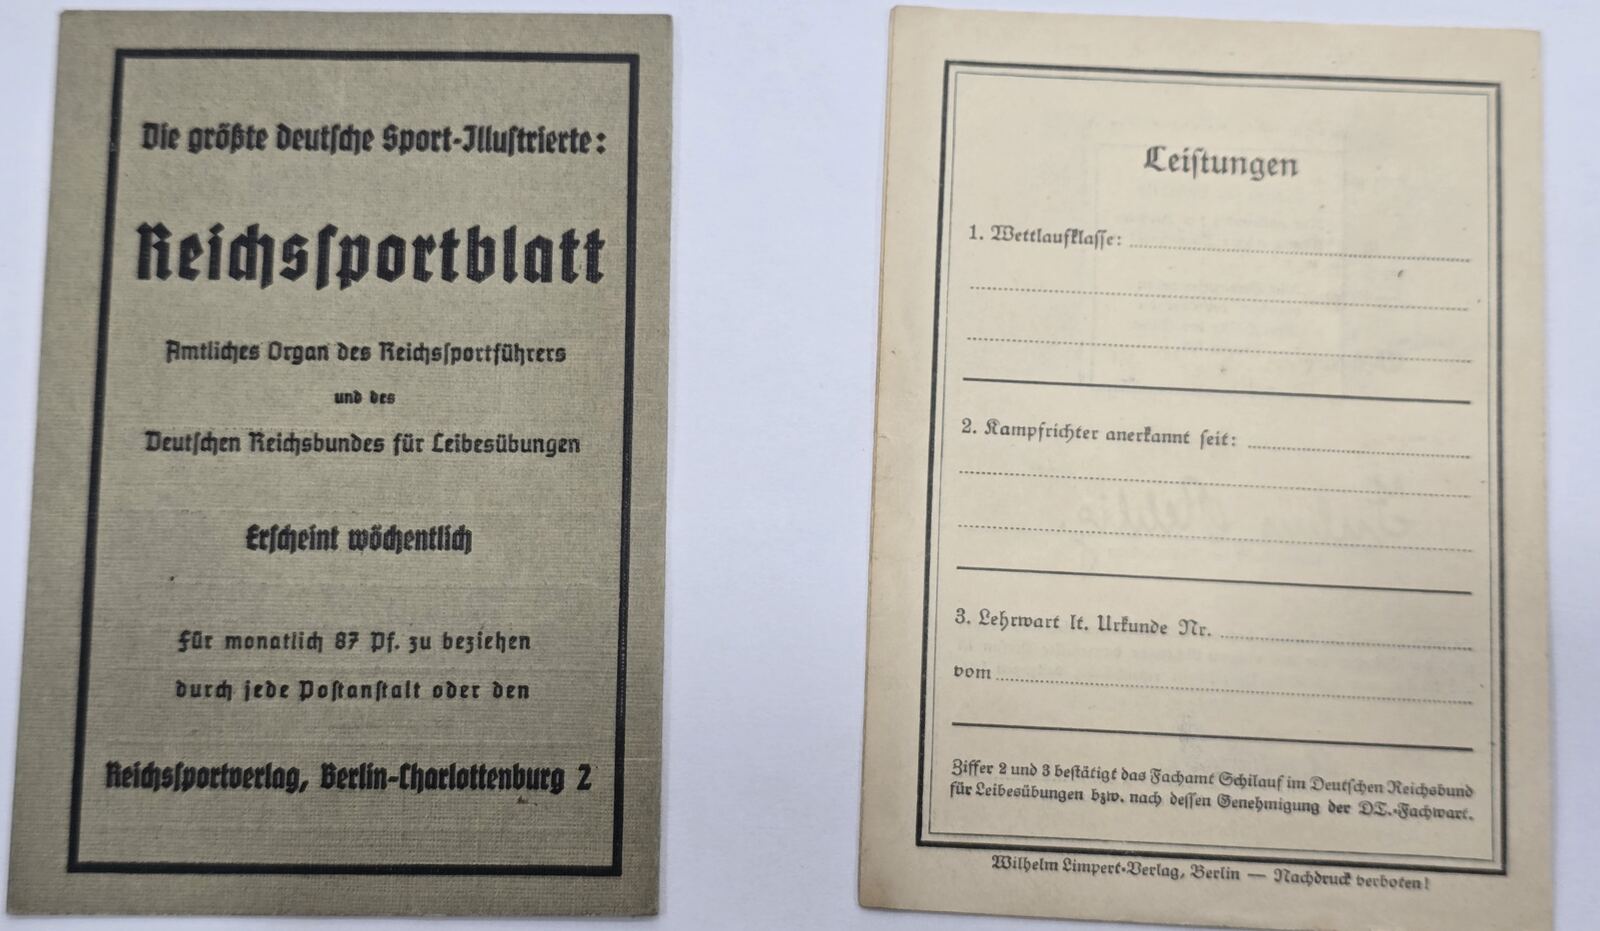 Die größte deutsche Sport-Illustrierte:
Reichssportblatt
Amtliches Organ des Reichssportführers
und des
Deutschen Reichsbundes für Leibesübungen
Erscheint wöchentlich
Für monatlich 87 Pf. zu beziehen
durch jede Postanstalt oder den
Reichssportverlag, Berlin-Charlottenburg 2
Leistungen
1. Wettlaufklasse:
2. Kampfrichter anerkannt seit:
3. Lehrwart lt. Urkunde Nr.
vom
Ziffer 2 und 3 bestätigt das Fachamt Schilauf im Deutschen Reichsbund
für Leibesübungen bzw. nach dessen Genehmigung der DT.-Fachwart.
Wilhelm Limpert-Verlag, Berlin — Nachdruck verboten!